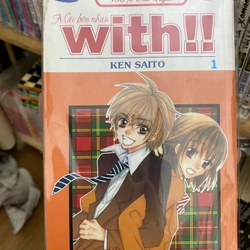 Mãi bên nhau
with!!
KEN SAITO
1